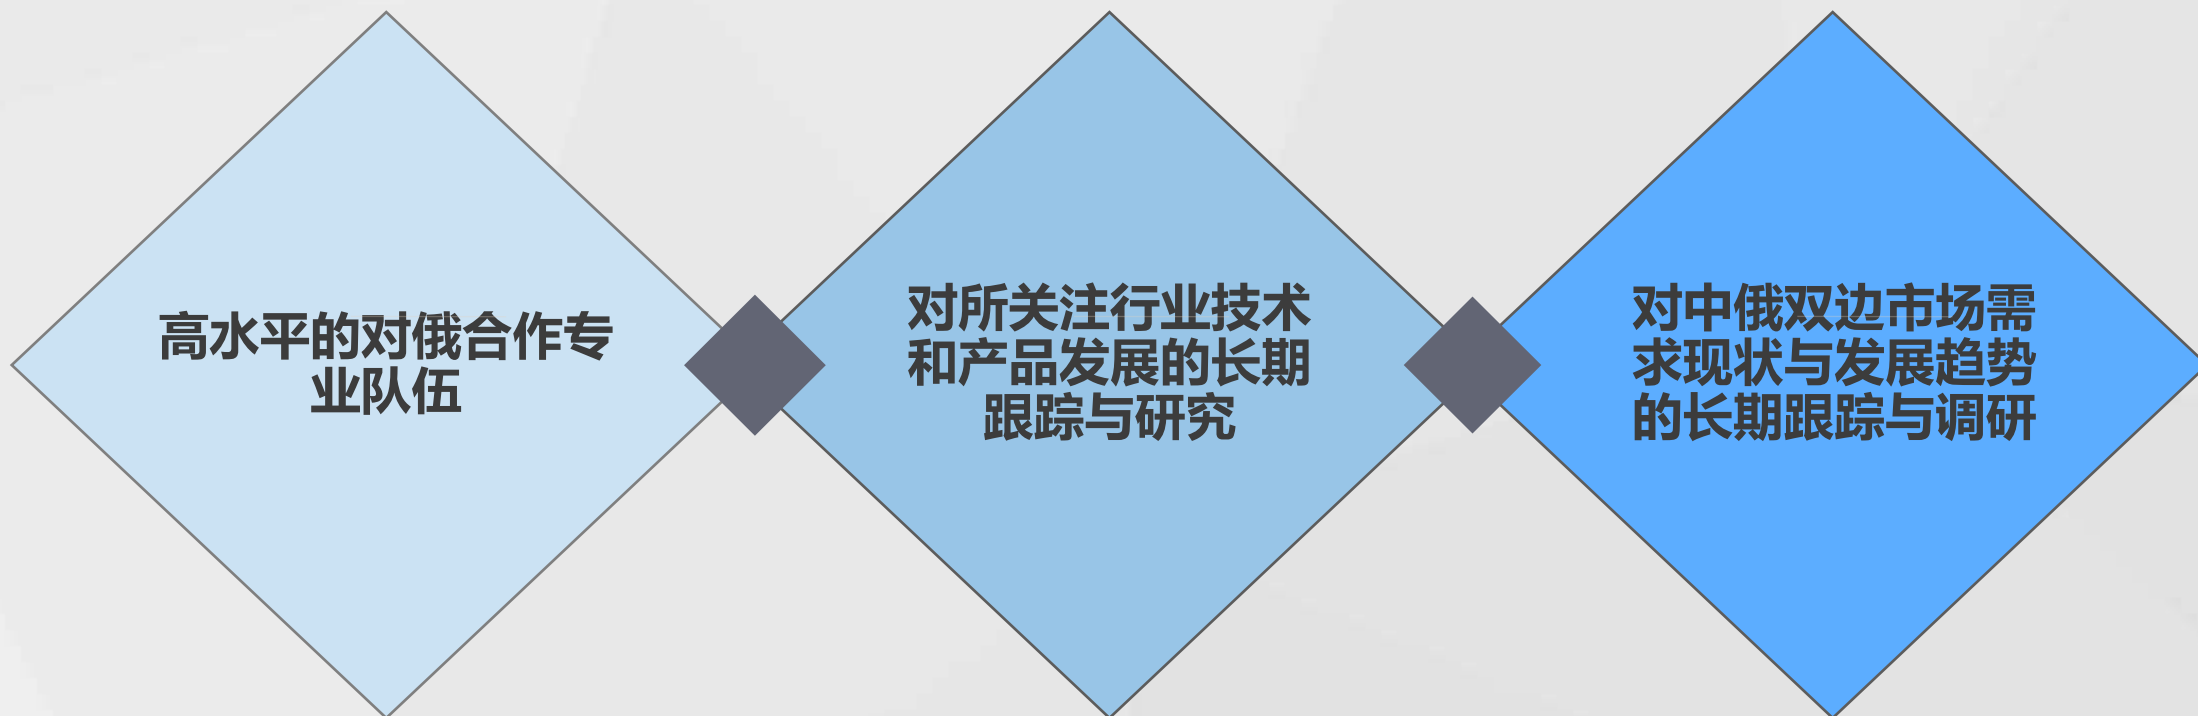 高水平的对俄合作专
业队伍
对所关注行业技术
和产品发展的长期
跟踪与研究
对中俄双边市场需
求现状与发展趋势
的长期跟踪与调研